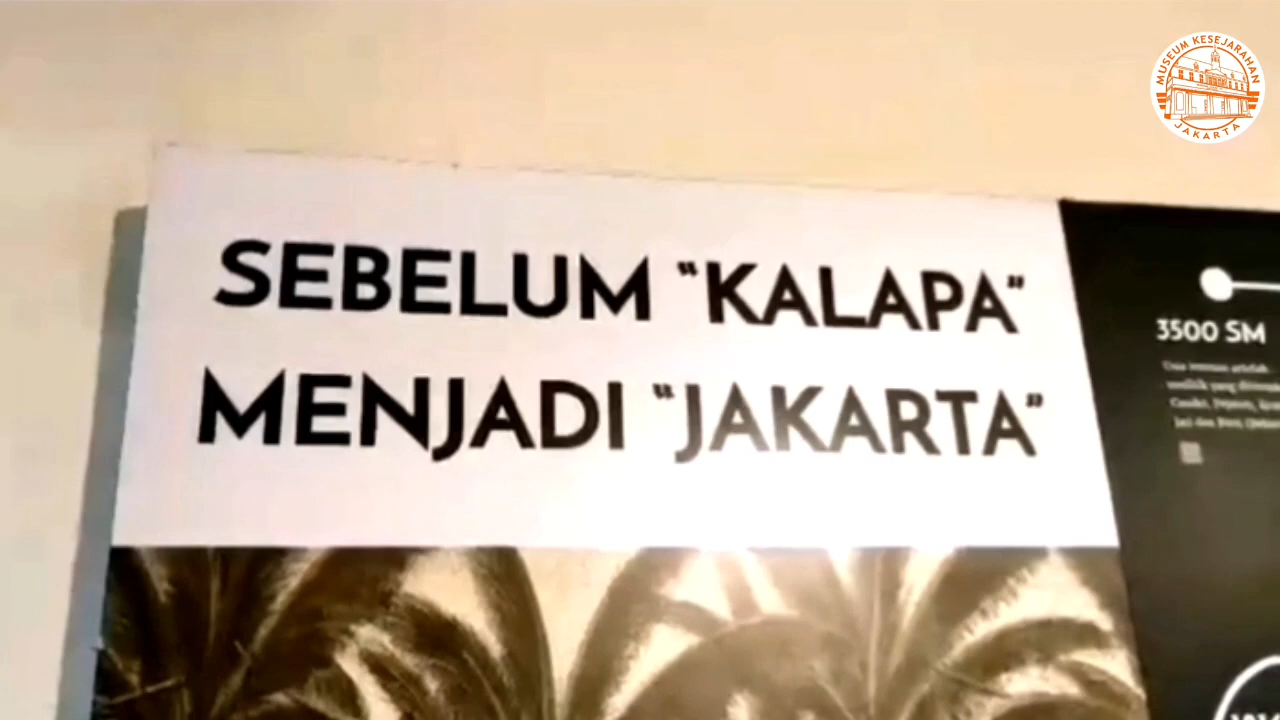 MUSEUM KESEJARAHAN
JAKARTA
SEBELUM "KALAPA"
MENJADI "JAKARTA"
3500 SM